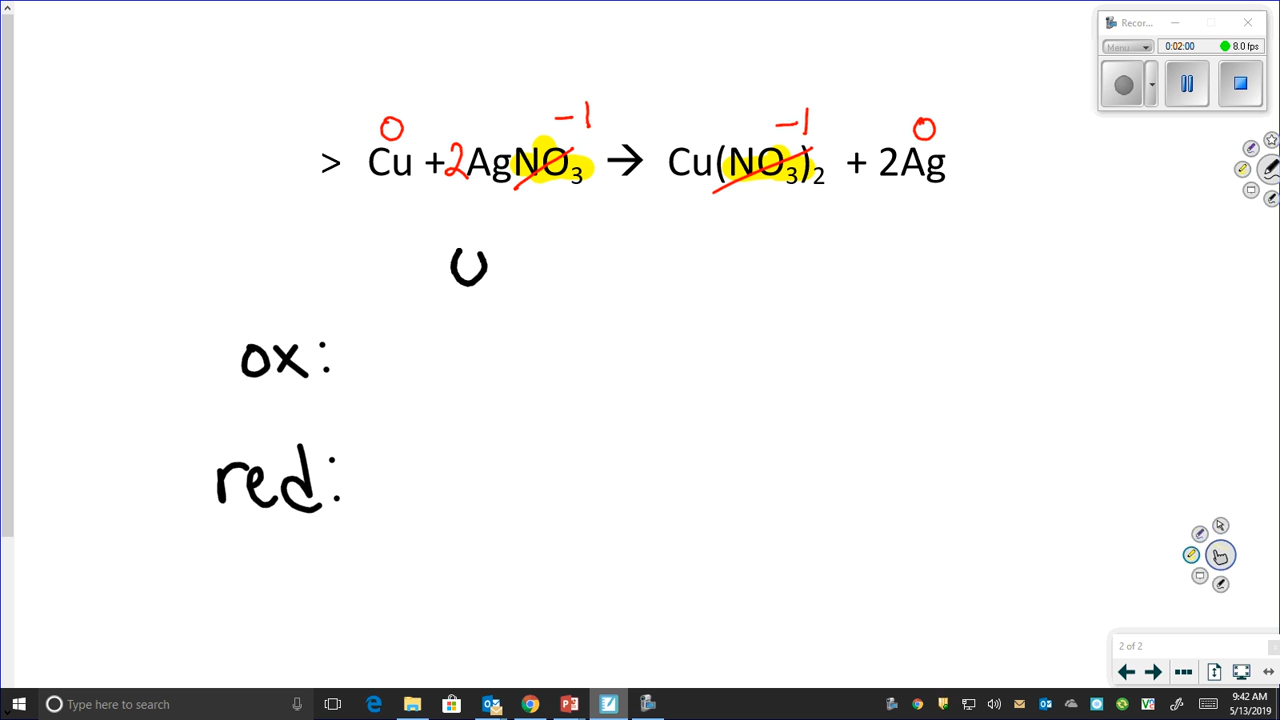 Recor...
Menu
0:02:00 8.0 fps
0 -1 -1 0
> Cu + 2AgNO₃ → Cu(NO₃)₂ + 2Ag
U
ox:
red:
2 of 2
Type here to search
9:42 AM
5/13/2019